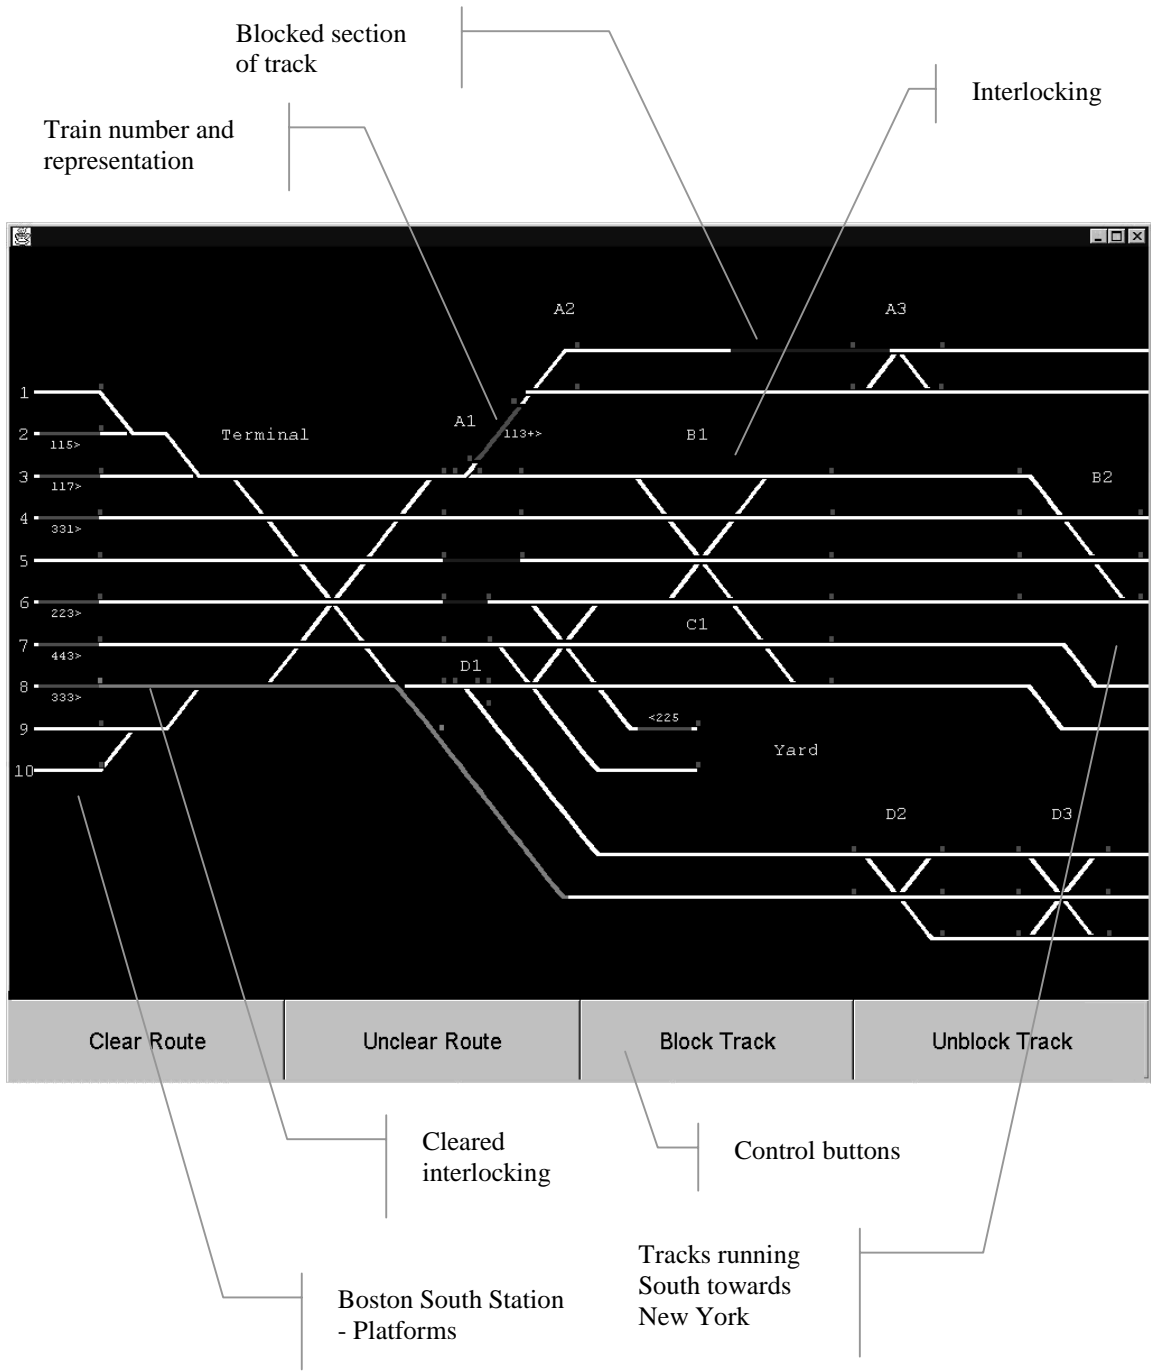 Blocked section
of track
Interlocking
Train number and
representation
A2
A3
1
A1
2
Terminal
113+>
B1
115>
3
B2
117>
4
331>
5
6
223>
C1
7
443>
D1
8
333>
<225
9
Yard
10
D2
D3
Clear Route
Unclear Route
Block Track
Unblock Track
Cleared
interlocking
Control buttons
Tracks running
South towards
New York
Boston South Station
- Platforms